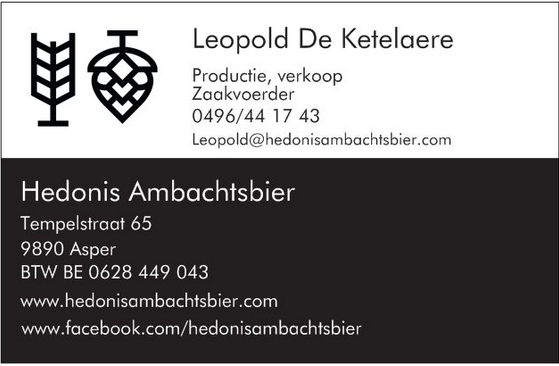 Leopold De Ketelaere
Productie, verkoop
Zaakvoerder
0496/44 17 43
Leopold@hedonisambachtsbier.com
Hedonis Ambachtsbier
Tempelstraat 65
9890 Asper
BTW BE 0628 449 043
www.hedonisambachtsbier.com
www.facebook.com/hedonisambachtsbier